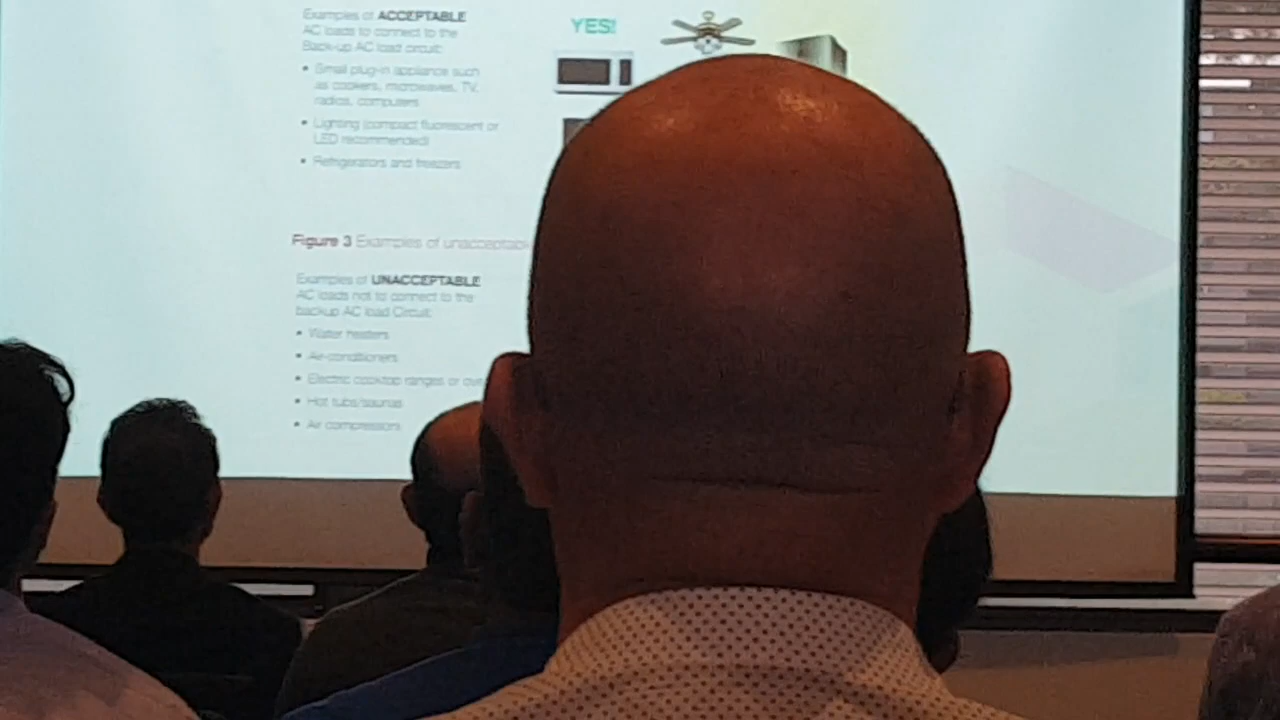 Examples of ACCEPTABLE
AC loads to connect to the
Back-up AC load circuit:
YES!
• Small plug-in appliance such
as cookers, microwaves, TV,
radios, computers
• Lighting (compact fluorescent or
LED recommended)
• Refrigerators and freezers
Figure 3 Examples of unacceptable
Examples of UNACCEPTABLE
AC loads not to connect to the
backup AC load Circuit:
• Water heaters
• Air-conditioners
• Electric cooktop ranges or
• Hot tubs/saunas
• Air compressors